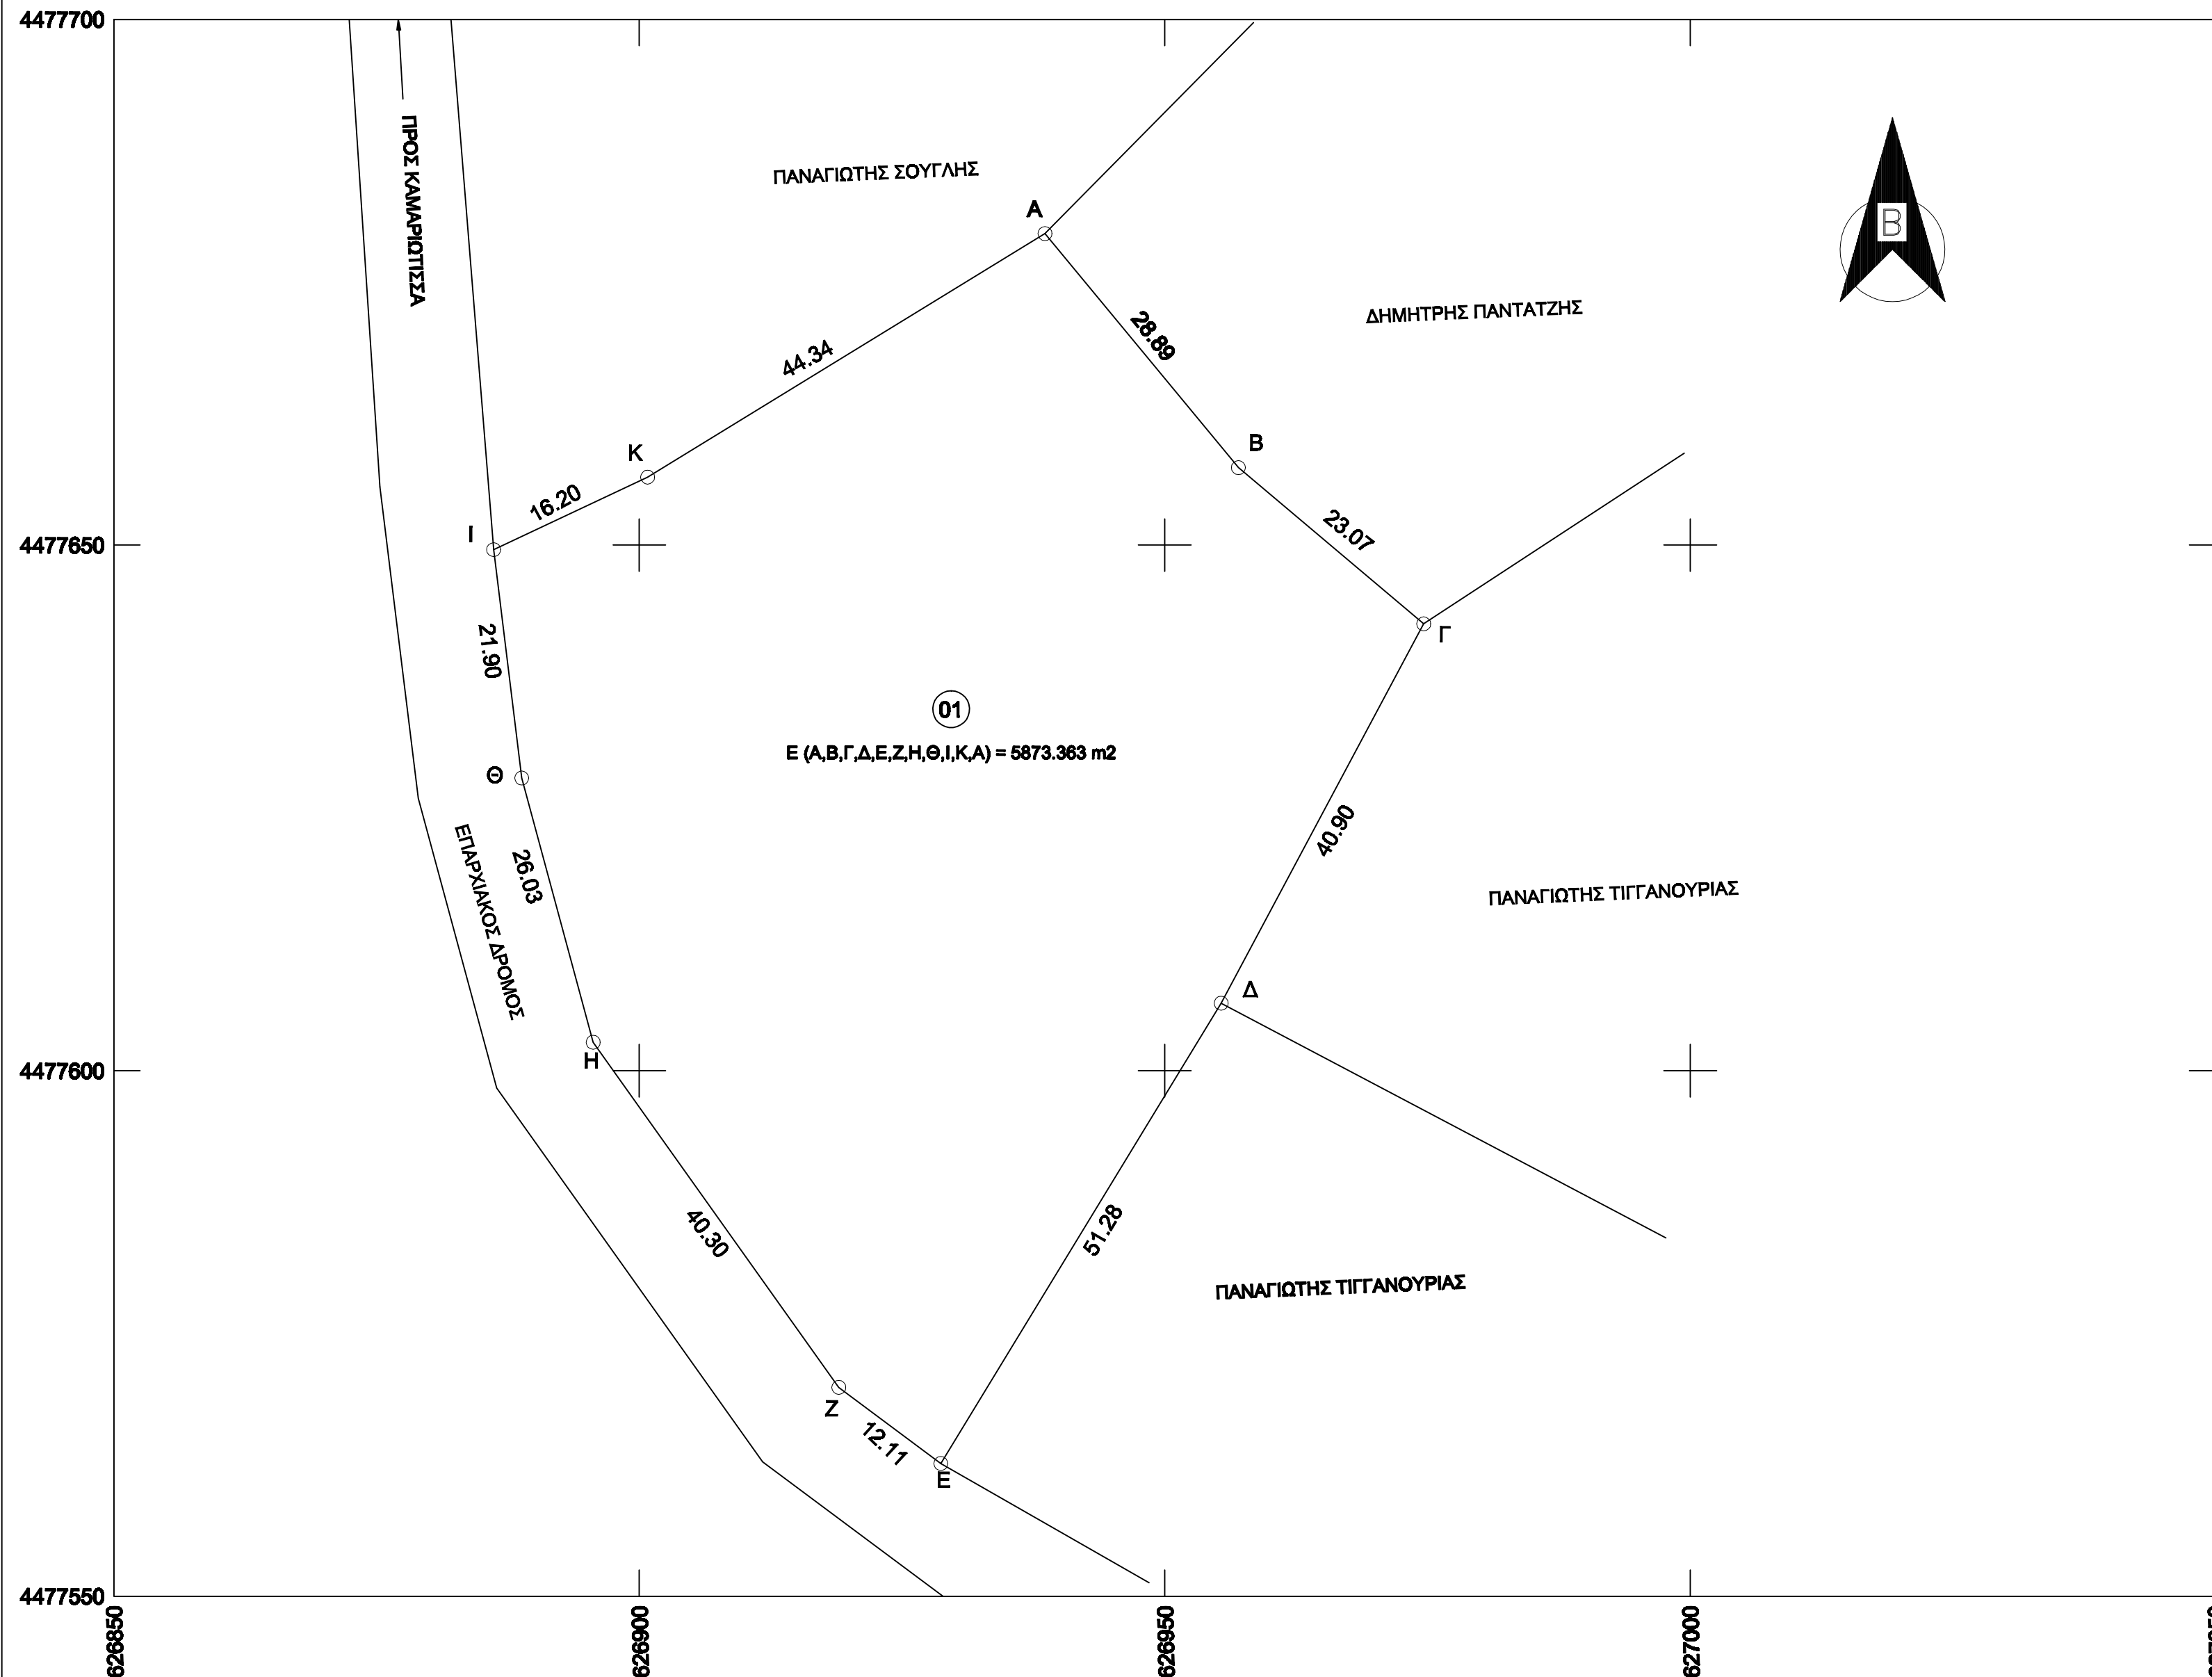 4477700
ΠΡΟΣ ΚΑΜΑΡΙΩΤΙΣΣΑ
ΠΑΝΑΓΙΩΤΗΣ ΣΟΥΓΛΗΣ
Α
Β
ΔΗΜΗΤΡΗΣ ΠΑΝΤΑΤΖΗΣ
28.89
44.34
Β
Κ
16.20
23.07
Ι
4477650
Γ
21.90
01
Ε (Α,Β,Γ,Δ,Ε,Ζ,Η,Θ,Ι,Κ,Α) = 5873.363 m2
Θ
40.90
26.03
ΕΠΑΡΧΙΑΚΟΣ ΔΡΟΜΟΣ
ΠΑΝΑΓΙΩΤΗΣ ΤΙΓΓΑΝΟΥΡΙΑΣ
Δ
Η
4477600
40.30
51.28
ΠΑΝΑΓΙΩΤΗΣ ΤΙΓΓΑΝΟΥΡΙΑΣ
Ζ
12.11
Ε
4477550
626850
626900
626950
627000